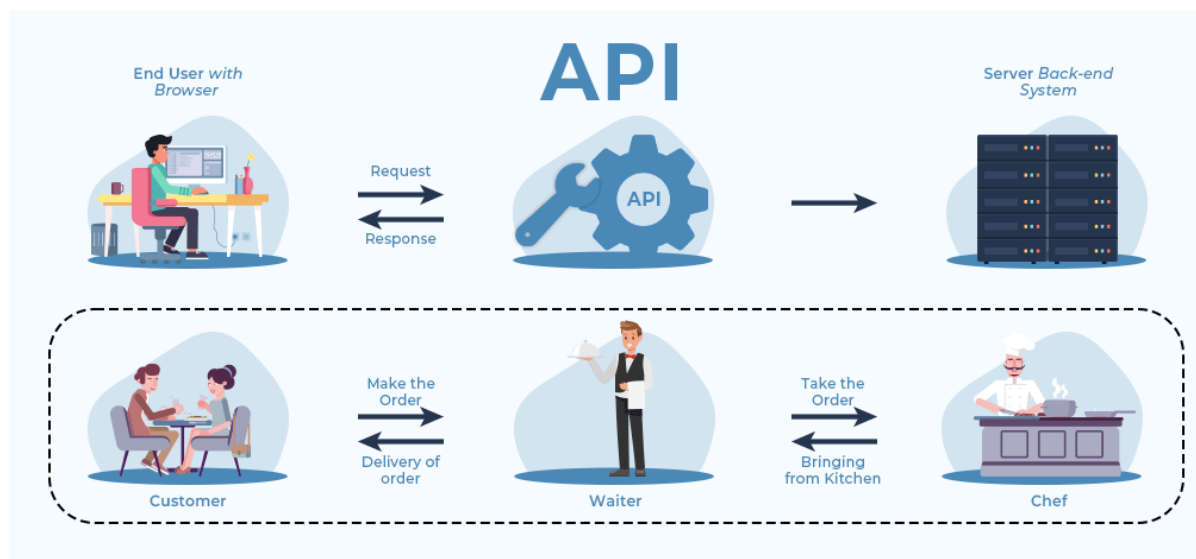 API
End User with
Browser
Server Back-end
System
Request
Response
API
Make the
Order
Delivery of
order
Take the
Order
Bringing
from Kitchen
Customer
Waiter
Chef